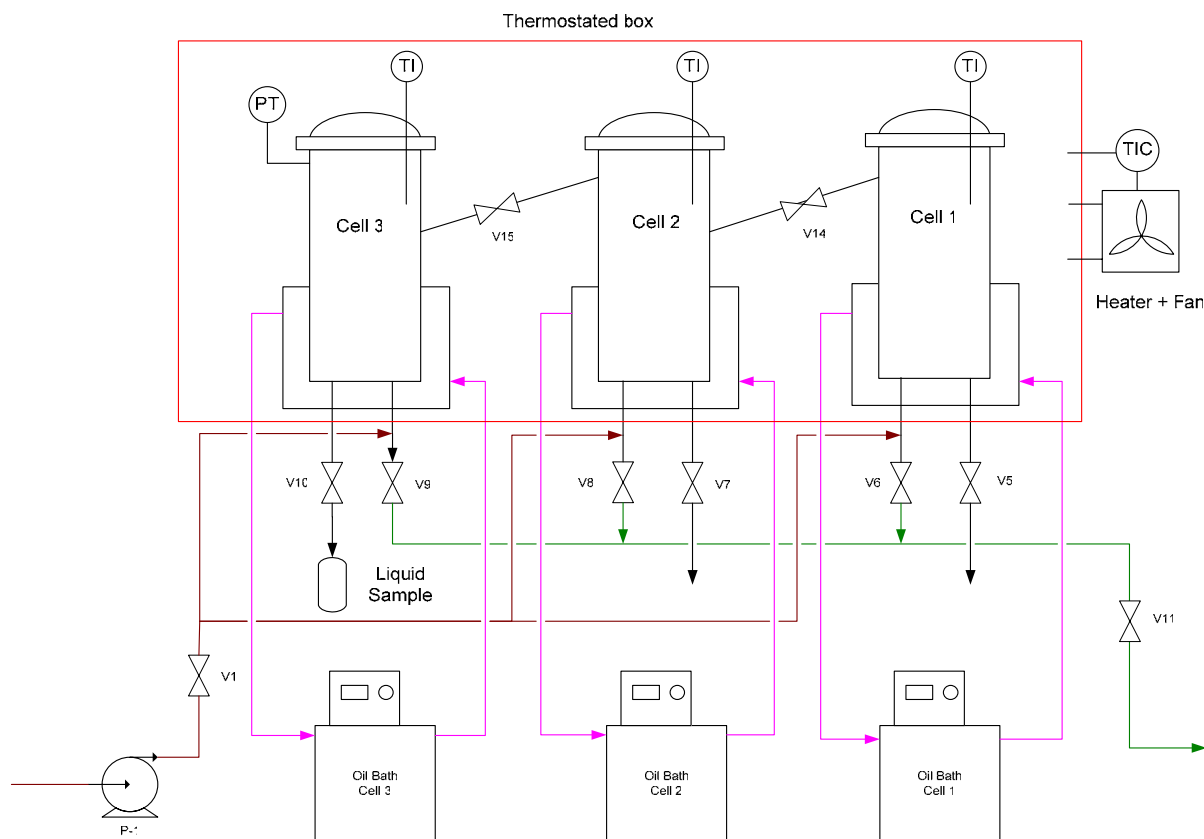 Thermostated box
TI
TI
TI
PT
TIC
Cell 3
Cell 2
Cell 1
V15
V14
Heater + Fan
V10
V9
V8
V7
V6
V5
Liquid
Sample
V11
V1
Oil Bath
Cell 3
Oil Bath
Cell 2
Oil Bath
Cell 1
P-1